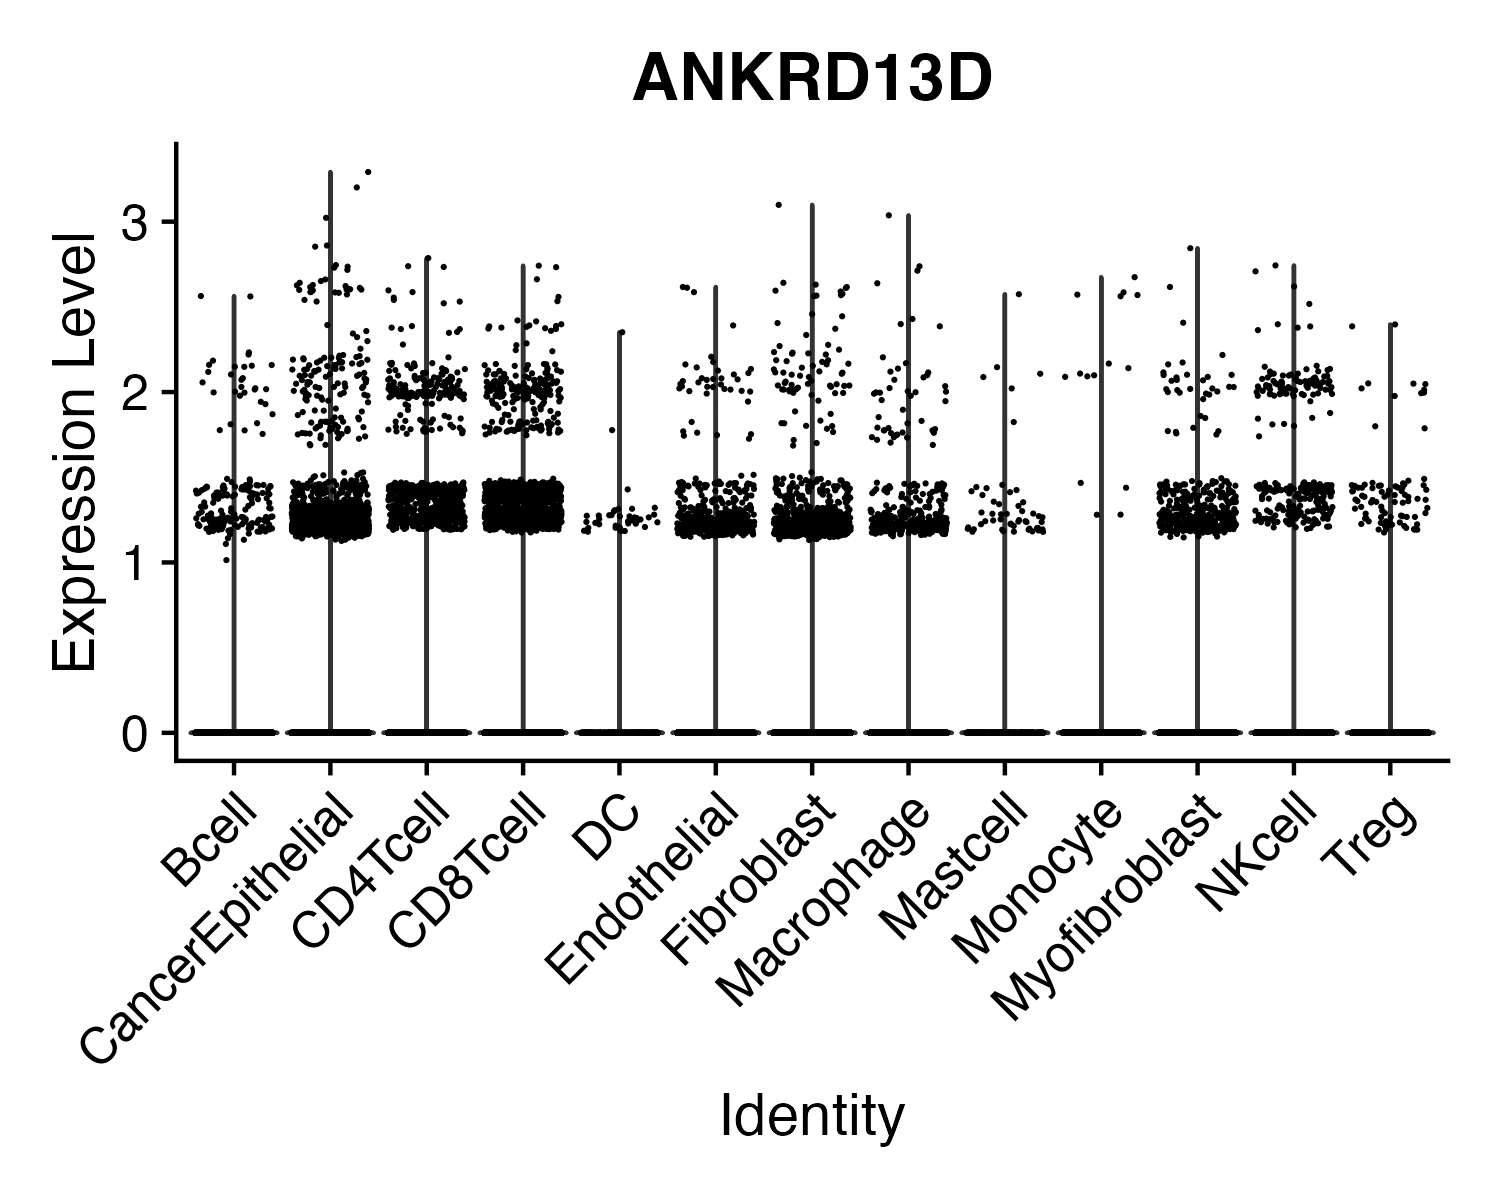 ANKRD13D
Expression Level
3
2
1
0
Bcell
CancerEpithelial
CD4Tcell
CD8Tcell
DC
Endothelial
Fibroblast
Macrophage
Mastcell
Monocyte
Myofibroblast
NKcell
Treg
Identity